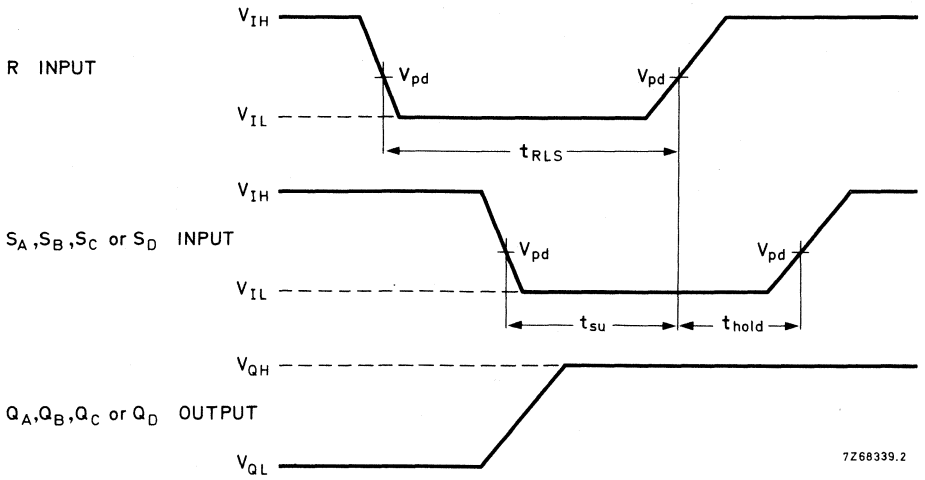 V_IH
R INPUT
V_pd
V_pd
V_IL
t_RLS
V_IH
S_A,S_B,S_C or S_D INPUT
V_pd
V_pd
V_IL
t_su
t_hold
V_QH
Q_A,Q_B,Q_C or Q_D OUTPUT
V_QL
7Z68339.2